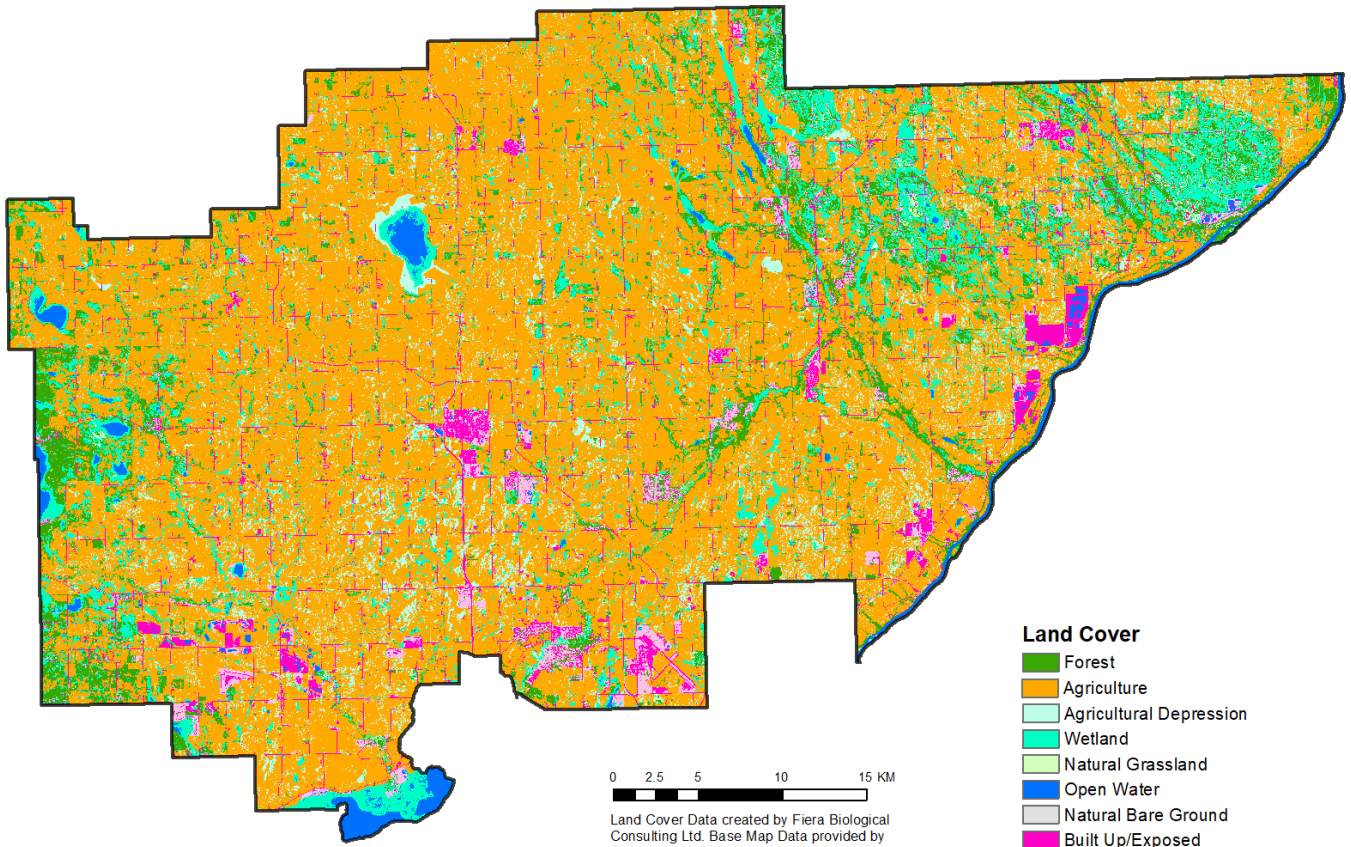 Land Cover
Forest
Agriculture
Agricultural Depression
Wetland
Natural Grassland
Open Water
Natural Bare Ground
Built Up/Exposed
0 2.5 5 10 15 KM
Land Cover Data created by Fiera Biological
Consulting Ltd. Base Map Data provided by